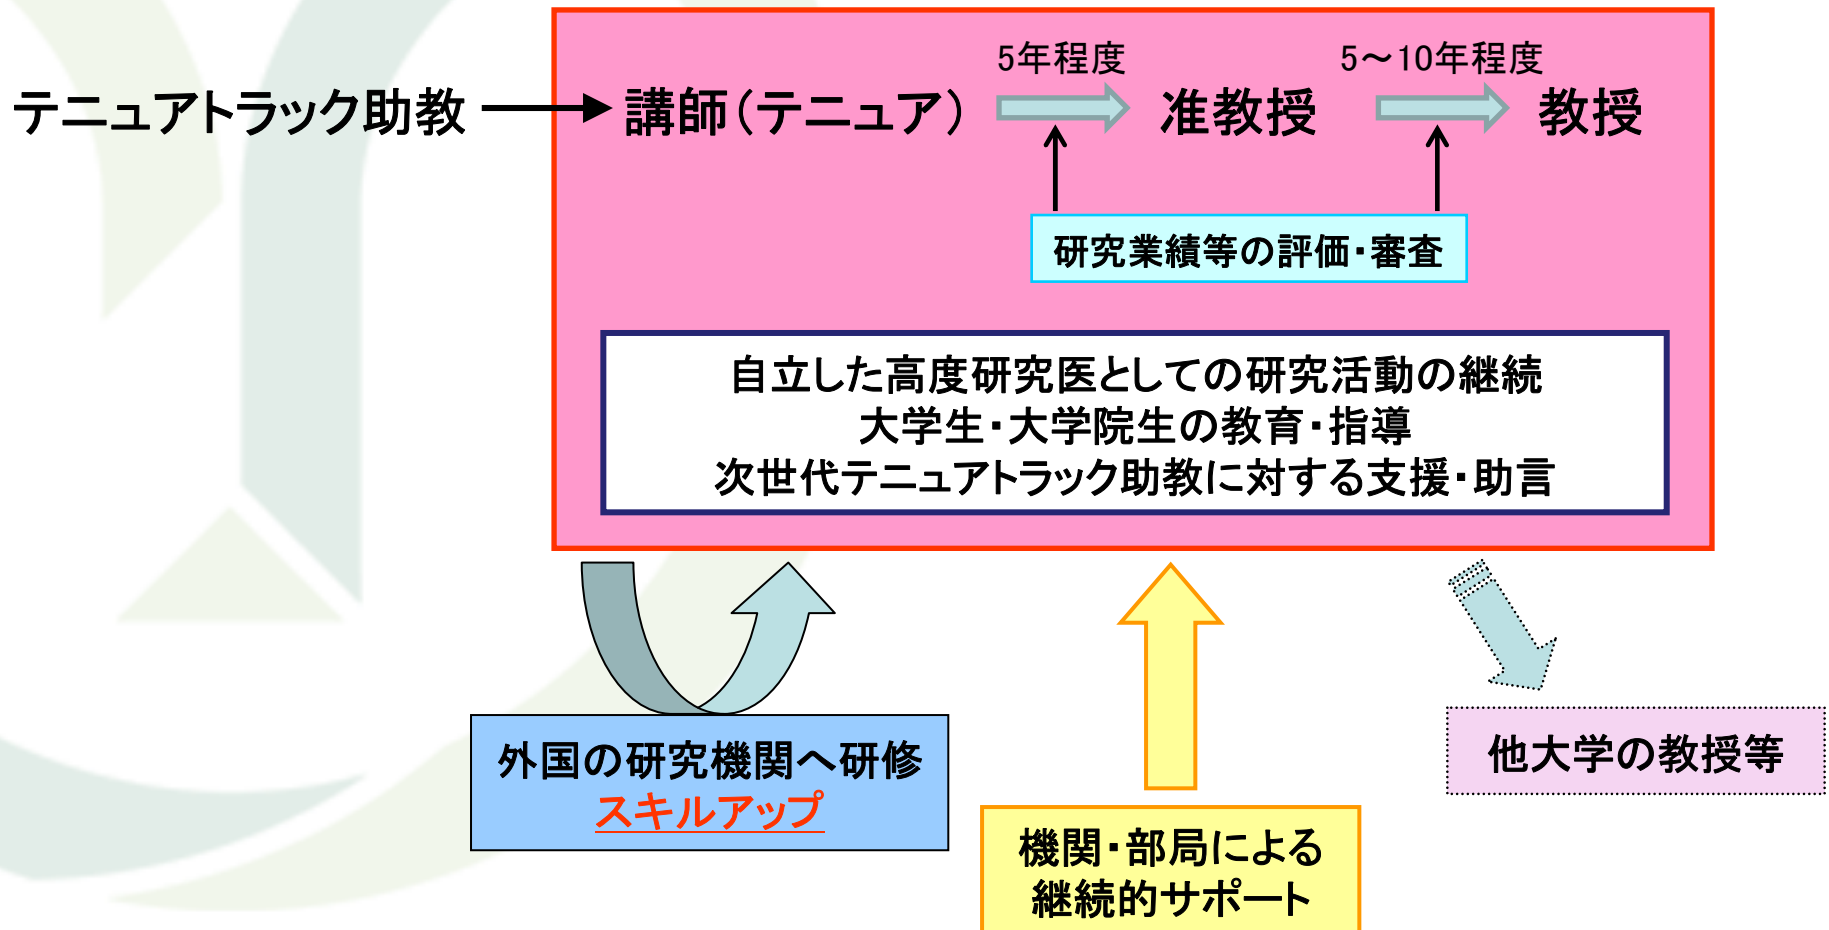 5年程度
5～10年程度
テニュアトラック助教
講師（テニュア）
准教授
教授
研究業績等の評価・審査
自立した高度研究医としての研究活動の継続
大学生・大学院生の教育・指導
次世代テニュアトラック助教に対する支援・助言
外国の研究機関へ研修
スキルアップ
他大学の教授等
機関・部局による
継続的サポート